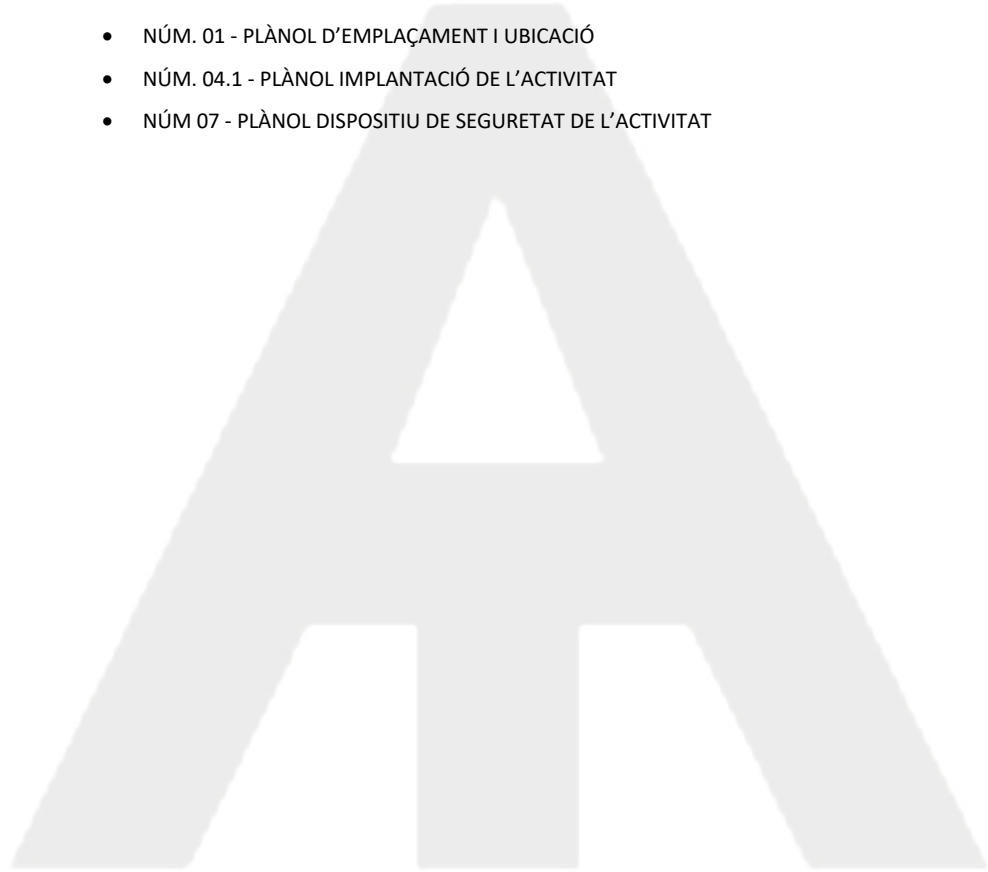 • NÚM. 01 - PLÀNOL D’EMPLAÇAMENT I UBICACIÓ
• NÚM. 04.1 - PLÀNOL IMPLANTACIÓ DE L’ACTIVITAT
• NÚM 07 - PLÀNOL DISPOSITIU DE SEGURETAT DE L’ACTIVITAT